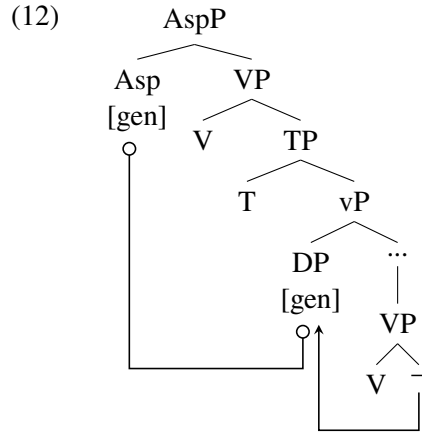 (12) AspP
Asp VP
[gen]
V TP
T vP
DP ...
[gen]
VP
V –